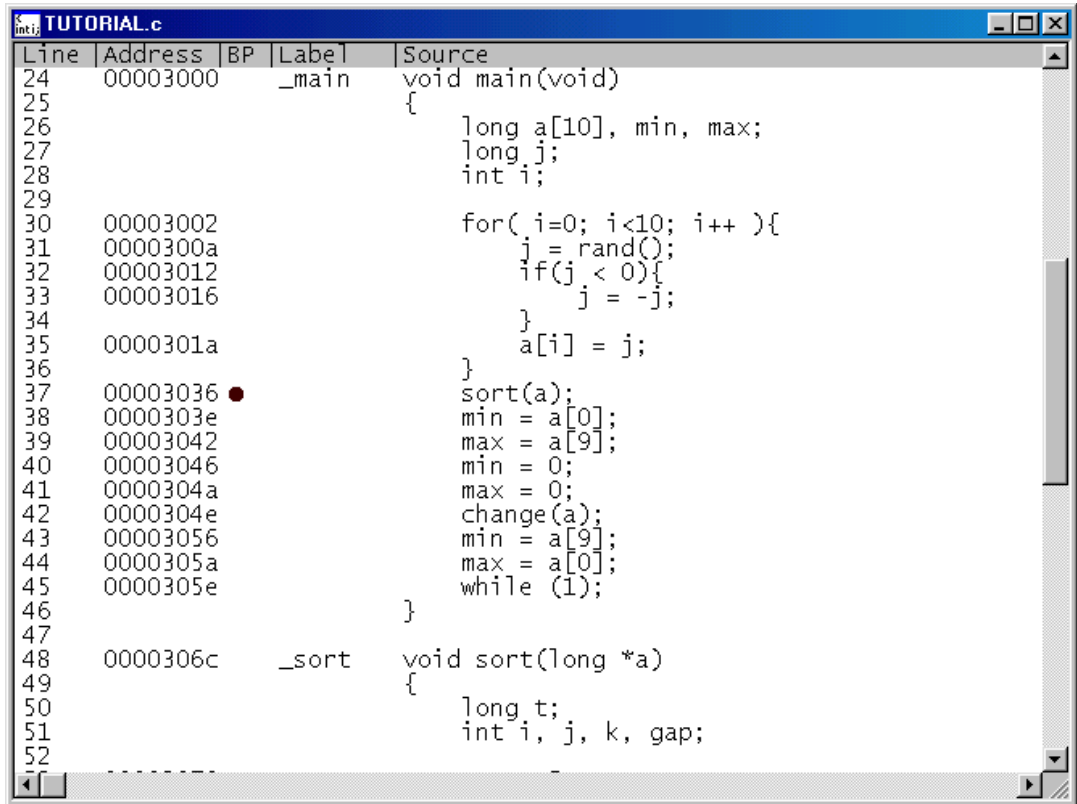 TUTORIAL.c
Line |Address |BP |Label |Source
24 00003000 _main void main(void)
25 {
26 long a[10], min, max;
27 long j;
28 int i;
29
30 00003002 for( i=0; i<10; i++ ){
31 0000300a j = rand();
32 00003012 if(j < 0){
33 00003016 j = -j;
34 }
35 0000301a a[i] = j;
36 }
37 00003036 sort(a);
38 0000303e min = a[0];
39 00003042 max = a[9];
40 00003046 min = 0;
41 0000304a max = 0;
42 0000304e change(a);
43 00003056 min = a[9];
44 0000305a max = a[0];
45 0000305e while (1);
46 }
47
48 0000306c _sort void sort(long *a)
49 {
50 long t;
51 int i, j, k, gap;
52